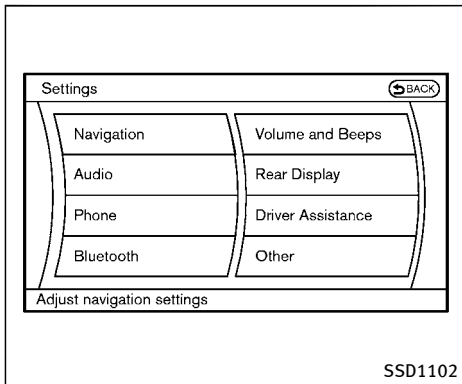 Settings
BACK
Navigation
Volume and Beeps
Audio
Rear Display
Phone
Driver Assistance
Bluetooth
Other
Adjust navigation settings
SSD1102